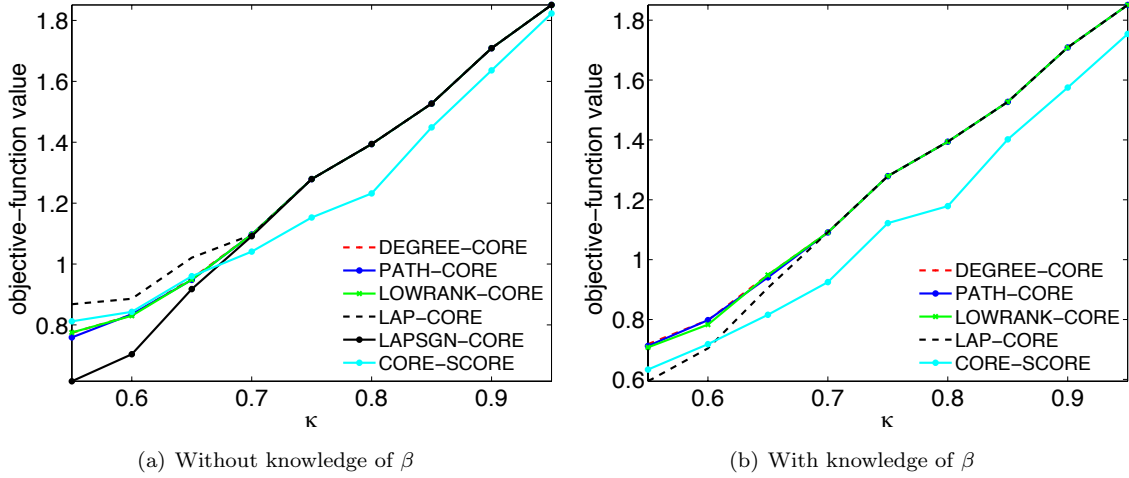 1.8
1.6
1.4
1.2
1
0.8
objective−function value
0.6
0.7
0.8
0.9
κ
DEGREE−CORE
PATH−CORE
LOWRANK−CORE
LAP−CORE
LAPSGN−CORE
CORE−SCORE
(a) Without knowledge of β
1.8
1.6
1.4
1.2
1
0.8
0.6
objective−function value
0.6
0.7
0.8
0.9
κ
DEGREE−CORE
PATH−CORE
LOWRANK−CORE
LAP−CORE
CORE−SCORE
(b) With knowledge of β